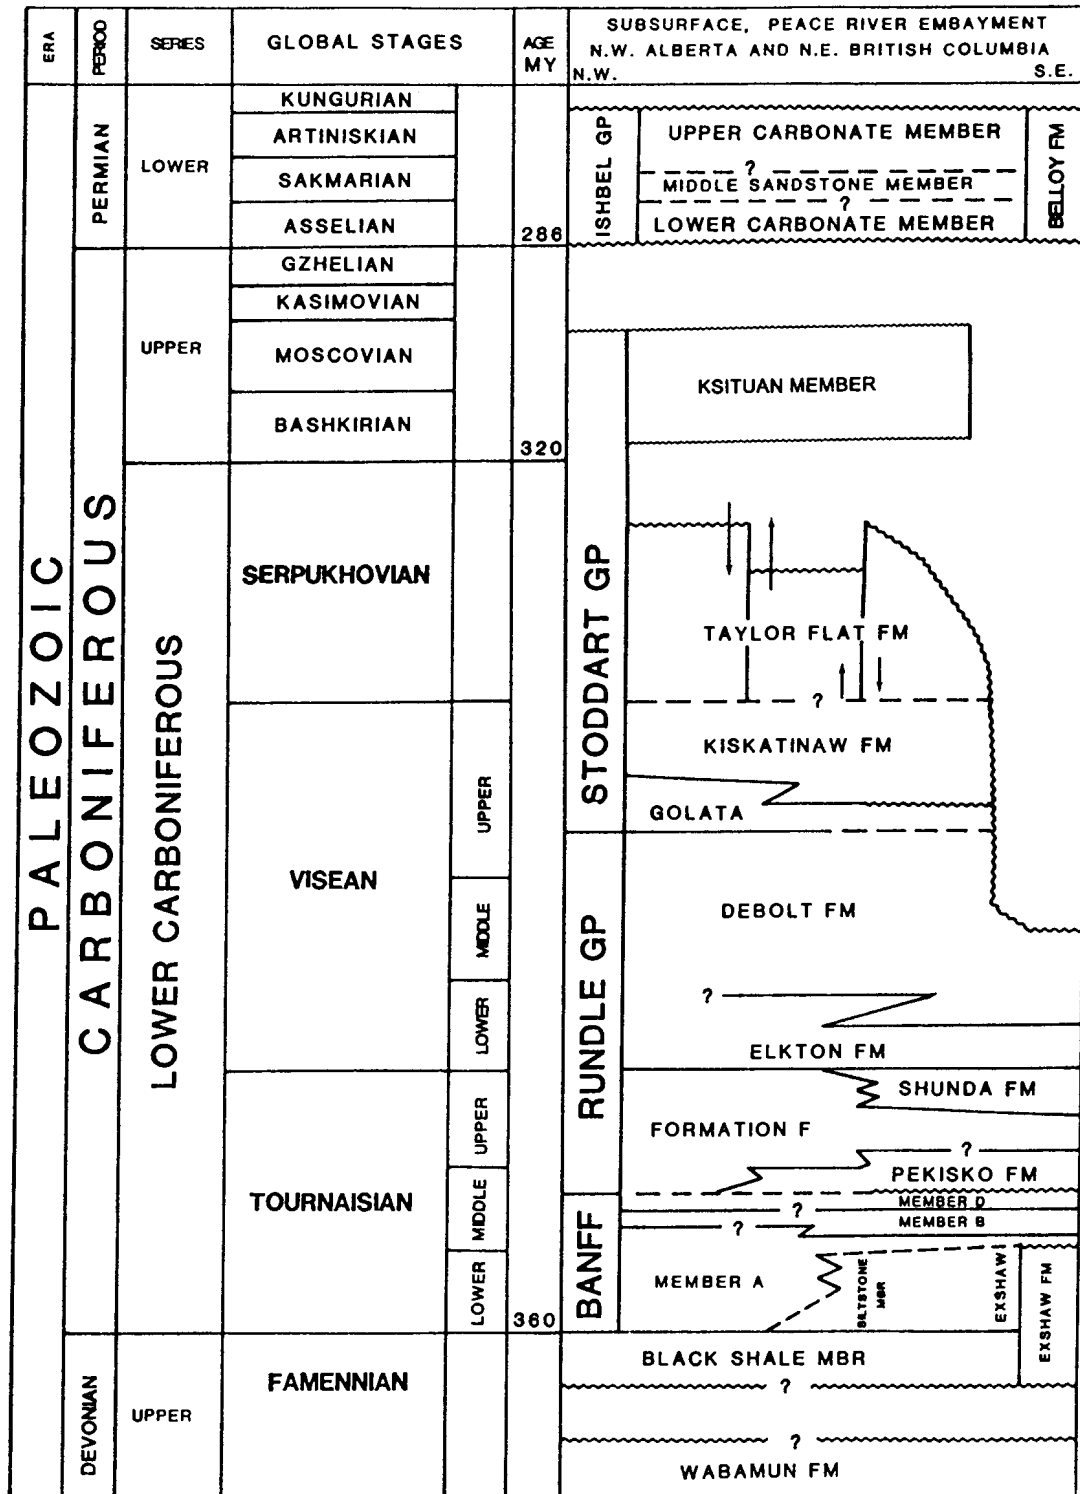 ERA
PERIOD
SERIES
GLOBAL STAGES
AGE
MY
SUBSURFACE, PEACE RIVER EMBAYMENT
N.W. ALBERTA AND N.E. BRITISH COLUMBIA
N.W.
S.E.
PALEOZOIC
PERMIAN
CARBONIFEROUS
DEVONIAN
LOWER
UPPER
LOWER CARBONIFEROUS
UPPER
KUNGURIAN
ARTINISKIAN
SAKMARIAN
ASSELIAN
GZHELIAN
KASIMOVIAN
MOSCOVIAN
BASHKIRIAN
SERPUKHOVIAN
VISEAN
TOURNAISIAN
FAMENNIAN
UPPER
MIDDLE
LOWER
UPPER
MIDDLE
LOWER
286
320
360
ISHBEL GP
UPPER CARBONATE MEMBER
?
MIDDLE SANDSTONE MEMBER
?
LOWER CARBONATE MEMBER
BELLOY FM
STODDART GP
KSITUAN MEMBER
TAYLOR FLAT FM
?
KISKATINAW FM
GOLATA
RUNDLE GP
DEBOLT FM
?
ELKTON FM
SHUNDA FM
FORMATION F
?
PEKISKO FM
BANFF
MEMBER D
?
MEMBER B
?
MEMBER A
SILTSTONE
MBR
EXSHAW
EXSHAW FM
BLACK SHALE MBR
?
?
WABAMUN FM